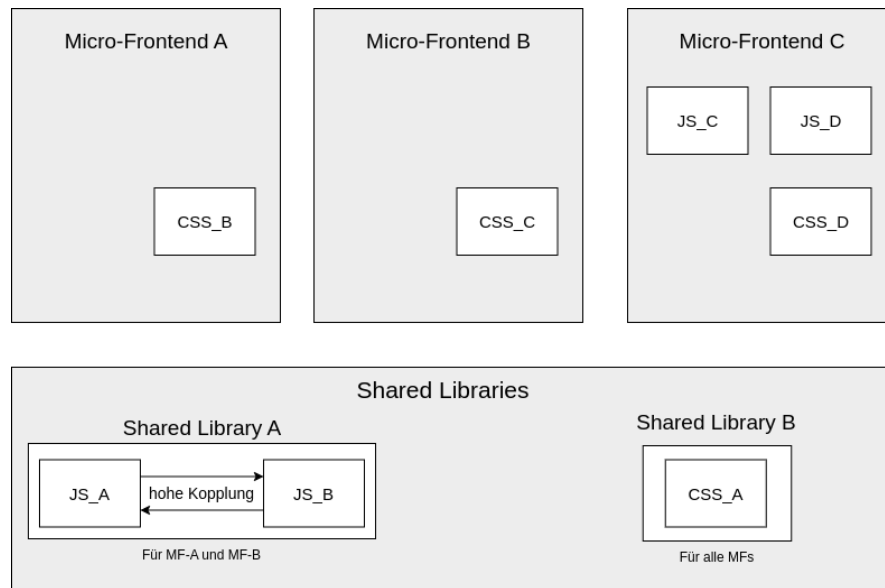 Micro-Frontend A
Micro-Frontend B
Micro-Frontend C
JS_C
JS_D
CSS_B
CSS_C
CSS_D
Shared Libraries
Shared Library A
Shared Library B
JS_A
hohe Kopplung
JS_B
CSS_A
Für MF-A und MF-B
Für alle MFs